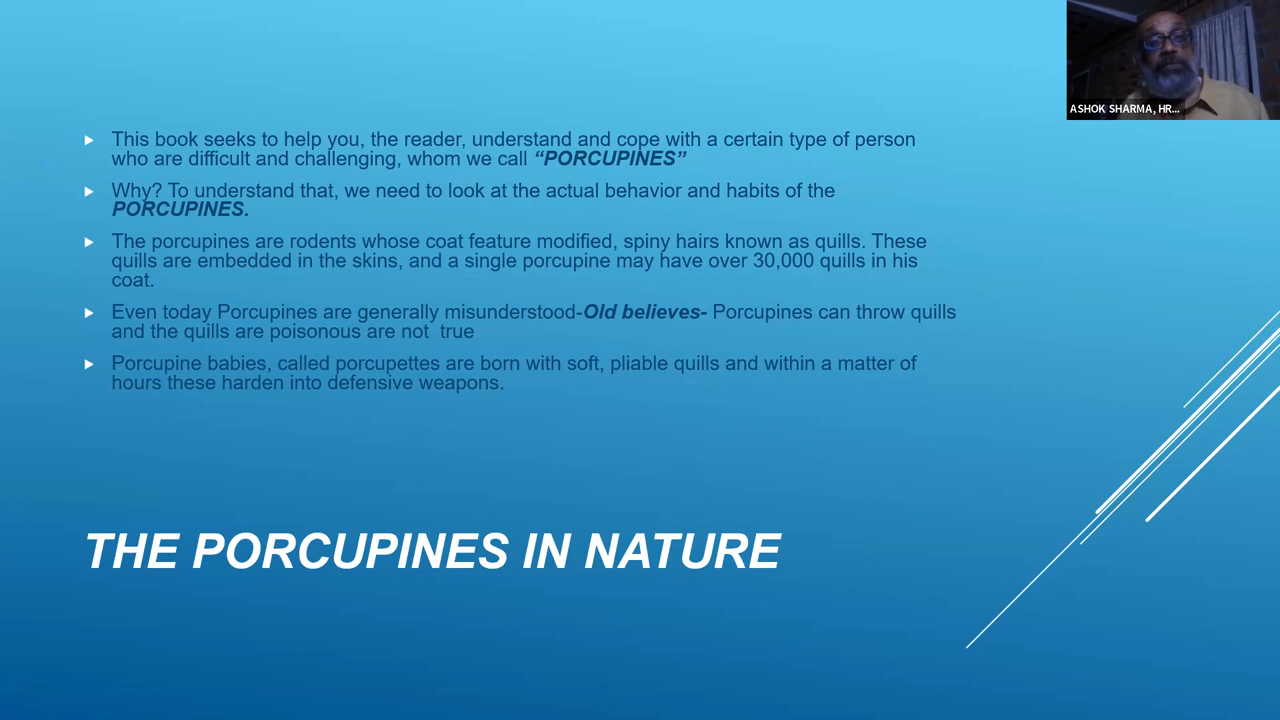 ASHOK SHARMA, HR...
This book seeks to help you, the reader, understand and cope with a certain type of person
who are difficult and challenging, whom we call “PORCUPINES”
Why? To understand that, we need to look at the actual behavior and habits of the
PORCUPINES.
The porcupines are rodents whose coat feature modified, spiny hairs known as quills. These
quills are embedded in the skins, and a single porcupine may have over 30,000 quills in his
coat.
Even today Porcupines are generally misunderstood-Old believes- Porcupines can throw quills
and the quills are poisonous are not  true
Porcupine babies, called porcupettes are born with soft, pliable quills and within a matter of
hours these harden into defensive weapons.
THE PORCUPINES IN NATURE